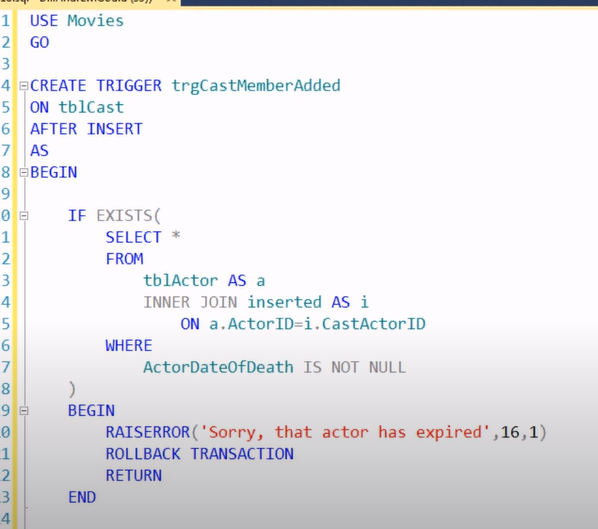 1 USE Movies
2 GO
3
4 CREATE TRIGGER trgCastMemberAdded
5 ON tblCast
6 AFTER INSERT
7 AS
8 BEGIN
9
0 IF EXISTS(
1 SELECT *
2 FROM
3 tblActor AS a
4 INNER JOIN inserted AS i
5 ON a.ActorID=i.CastActorID
6 WHERE
7 ActorDateOfDeath IS NOT NULL
8 )
9 BEGIN
0 RAISERROR('Sorry, that actor has expired',16,1)
1 ROLLBACK TRANSACTION
2 RETURN
3 END
4